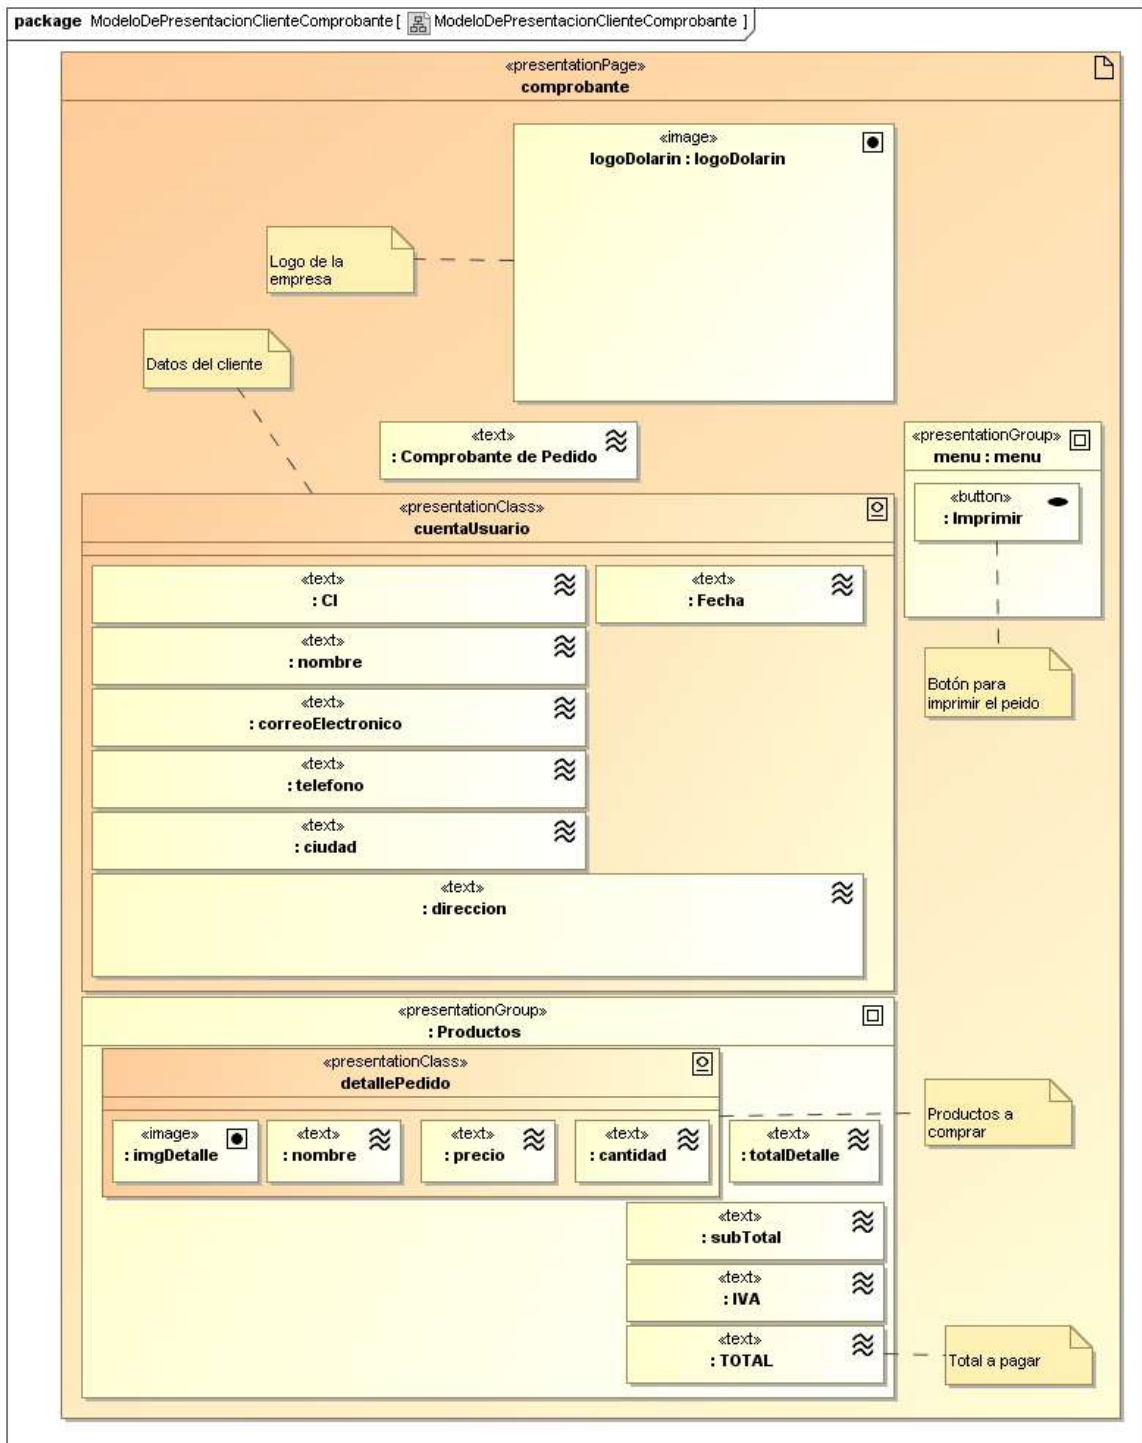 package ModeloDePresentacionClienteComprobante [ ModeloDePresentacionClienteComprobante ]
«presentationPage»
comprobante
«image»
logoDolarin : logoDolarin
Logo de la
empresa
Datos del cliente
«text»
: Comprobante de Pedido
«presentationGroup»
menu : menu
«button»
: Imprimir
Botón para
imprimir el peido
«presentationClass»
cuentaUsuario
«text»
: CI
«text»
: Fecha
«text»
: nombre
«text»
: correoElectronico
«text»
: telefono
«text»
: ciudad
«text»
: direccion
«presentationGroup»
: Productos
«presentationClass»
detallePedido
«image»
: imgDetalle
«text»
: nombre
«text»
: precio
«text»
: cantidad
«text»
: totalDetalle
Productos a
comprar
«text»
: subTotal
«text»
: IVA
«text»
: TOTAL
Total a pagar